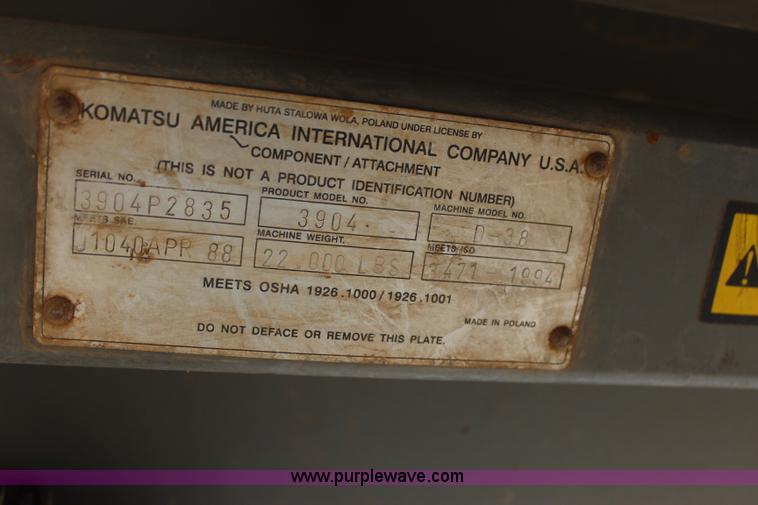 MADE BY HUTA STALOWA WOLA, POLAND UNDER LICENSE BY
KOMATSU AMERICA INTERNATIONAL COMPANY U.S.A.
COMPONENT / ATTACHMENT
(THIS IS NOT A PRODUCT IDENTIFICATION NUMBER)
SERIAL NO. PRODUCT MODEL NO. MACHINE MODEL NO.
3904P2835 3904 D-38
MEETS SAE. MACHINE WEIGHT. MEETS ISO
J1040APR 88 22.000 LBS 3471-1994
MEETS OSHA 1926.1000/1926.1001
MADE IN POLAND
DO NOT DEFACE OR REMOVE THIS PLATE.
www.purplewave.com